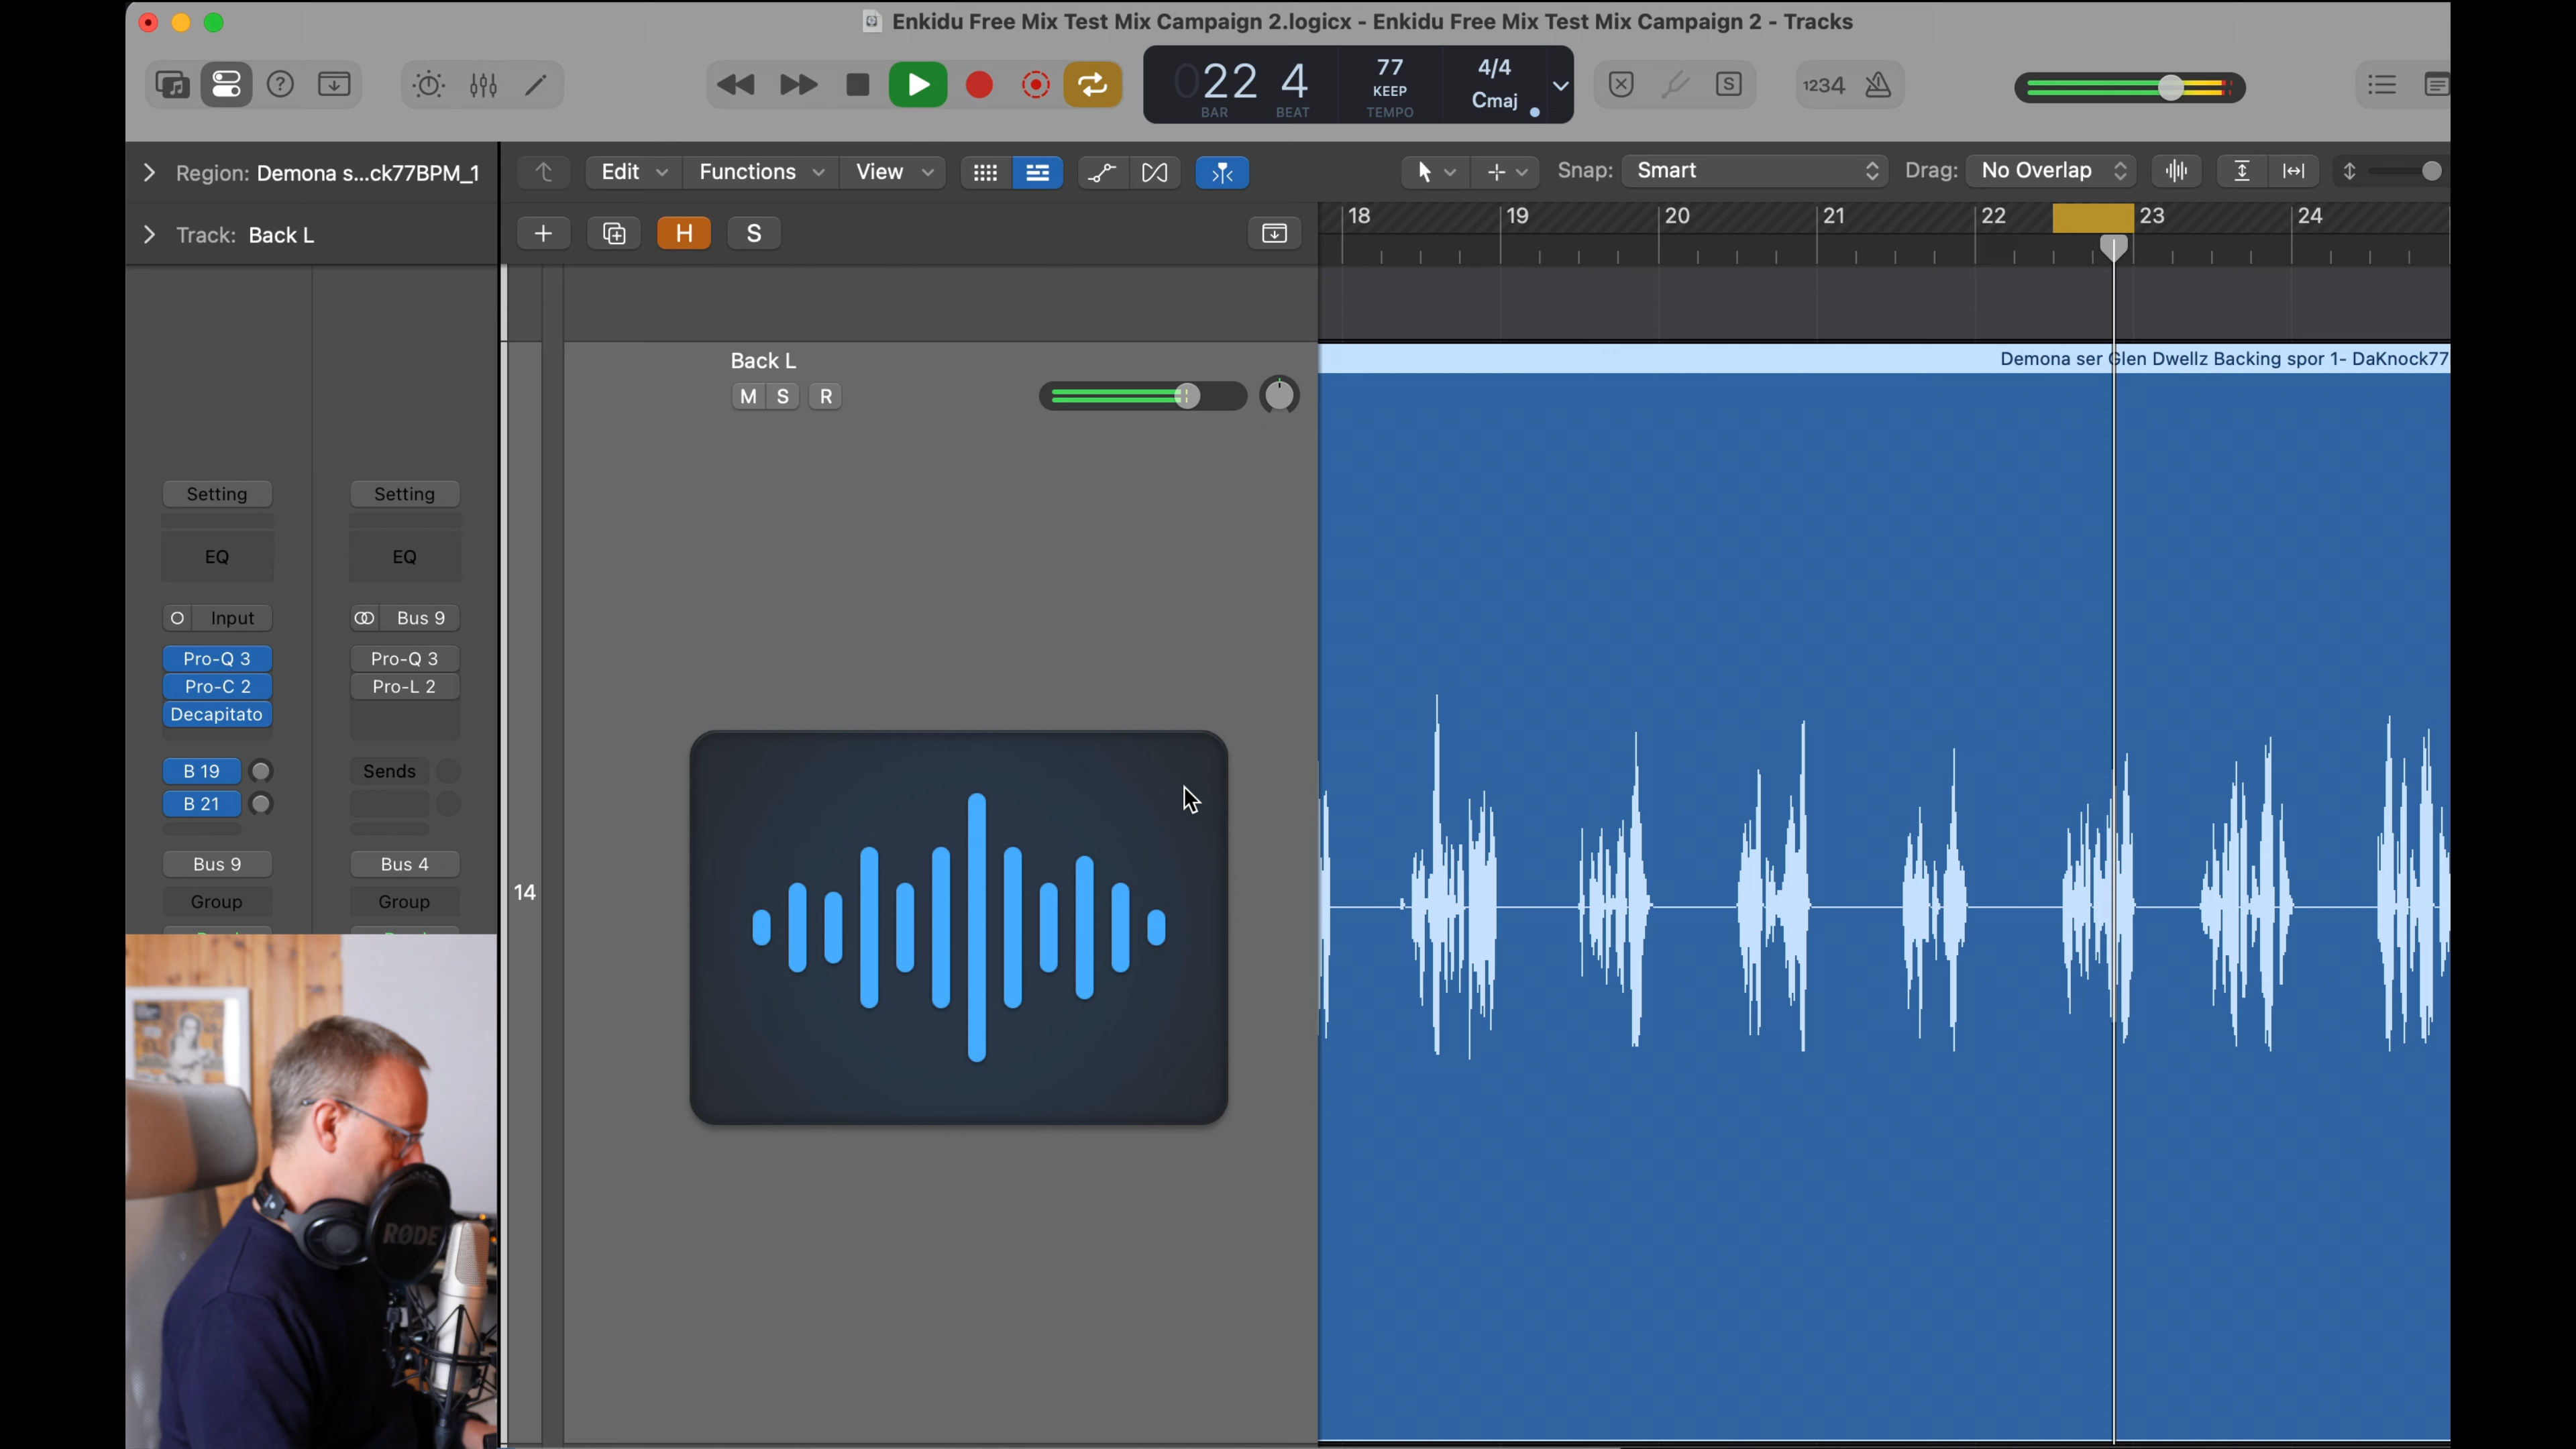 Enkidu Free Mix Test Mix Campaign 2.logicx - Enkidu Free Mix Test Mix Campaign 2 - Tracks
022 4 77 4/4
KEEP Cmaj
BAR BEAT TEMPO
S 1234
Region: Demona s...ck77BPM_1 Edit Functions View Snap: Smart Drag: No Overlap
Track: Back L H S
18 19 20 21 22 23 24
Back L
M S R
Demona ser Glen Dwellz Backing spor 1- DaKnock77
Setting Setting
EQ EQ
Input Bus 9
Pro-Q 3 Pro-Q 3
Pro-C 2 Pro-L 2
Decapitato
B 19 Sends
B 21
Bus 9 Bus 4
14
Group Group
RØDE